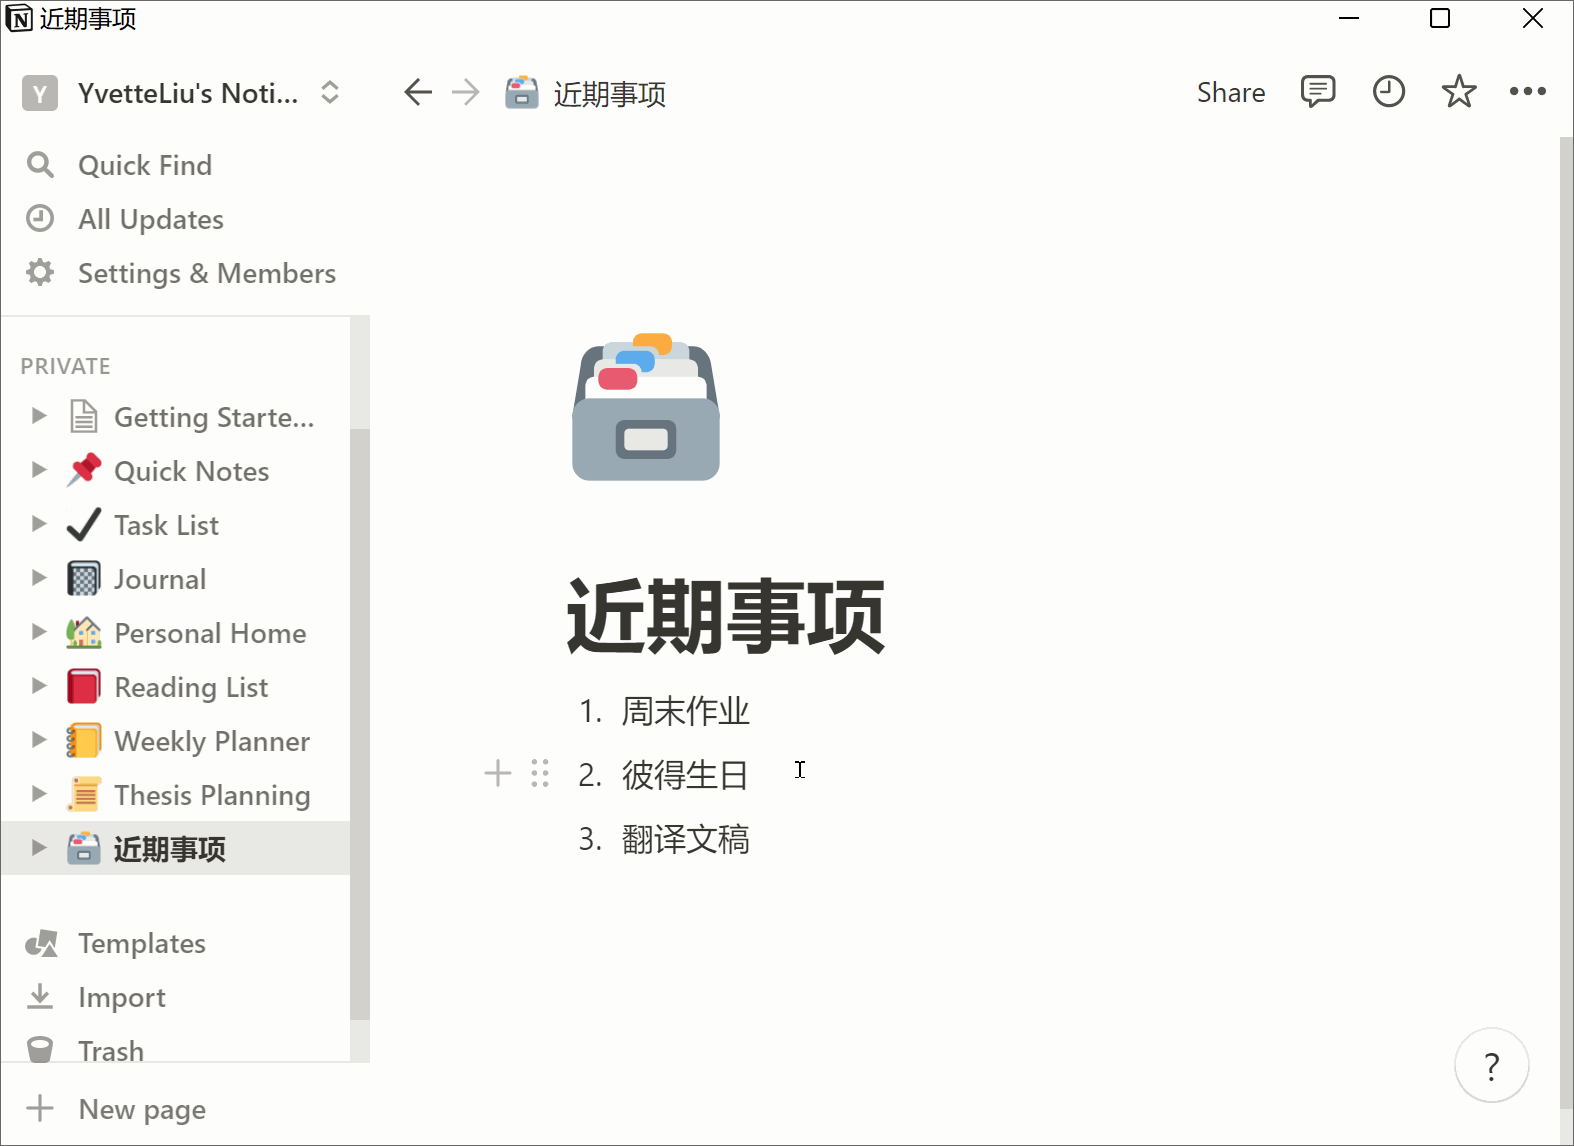 近期事项
Y YvetteLiu's Noti...
近期事项
Share
Quick Find
All Updates
Settings & Members
PRIVATE
Getting Starte...
Quick Notes
Task List
Journal
Personal Home
Reading List
Weekly Planner
Thesis Planning
近期事项
Templates
Import
Trash
New page
近期事项
1. 周末作业
2. 彼得生日
3. 翻译文稿
?